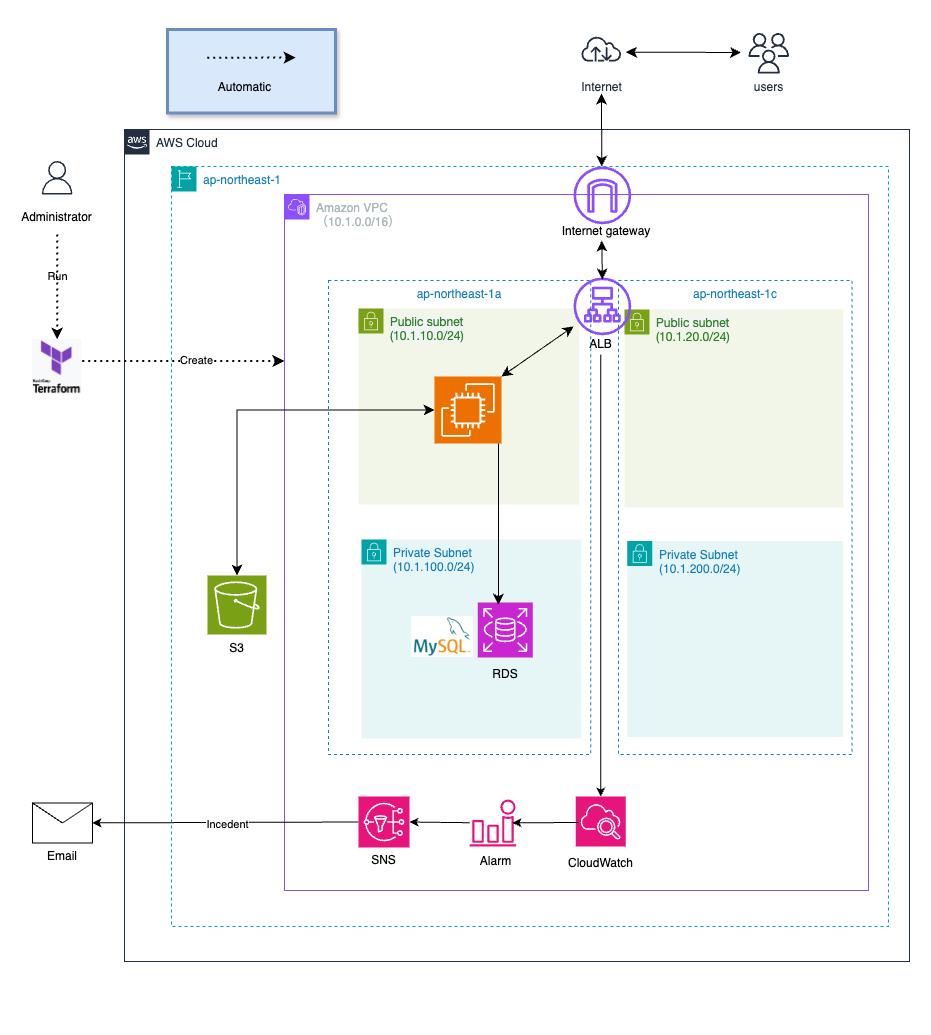 Automatic
Internet
users
aws
AWS Cloud
Administrator
ap-northeast-1
Amazon VPC
(10.1.0.0/16)
Internet gateway
Run
ap-northeast-1a
ap-northeast-1c
Public subnet
(10.1.10.0/24)
Public subnet
(10.1.20.0/24)
ALB
Create
HashiCorp
Terraform
Private Subnet
(10.1.100.0/24)
Private Subnet
(10.1.200.0/24)
MySQL
S3
RDS
Incedent
Email
SNS
Alarm
CloudWatch